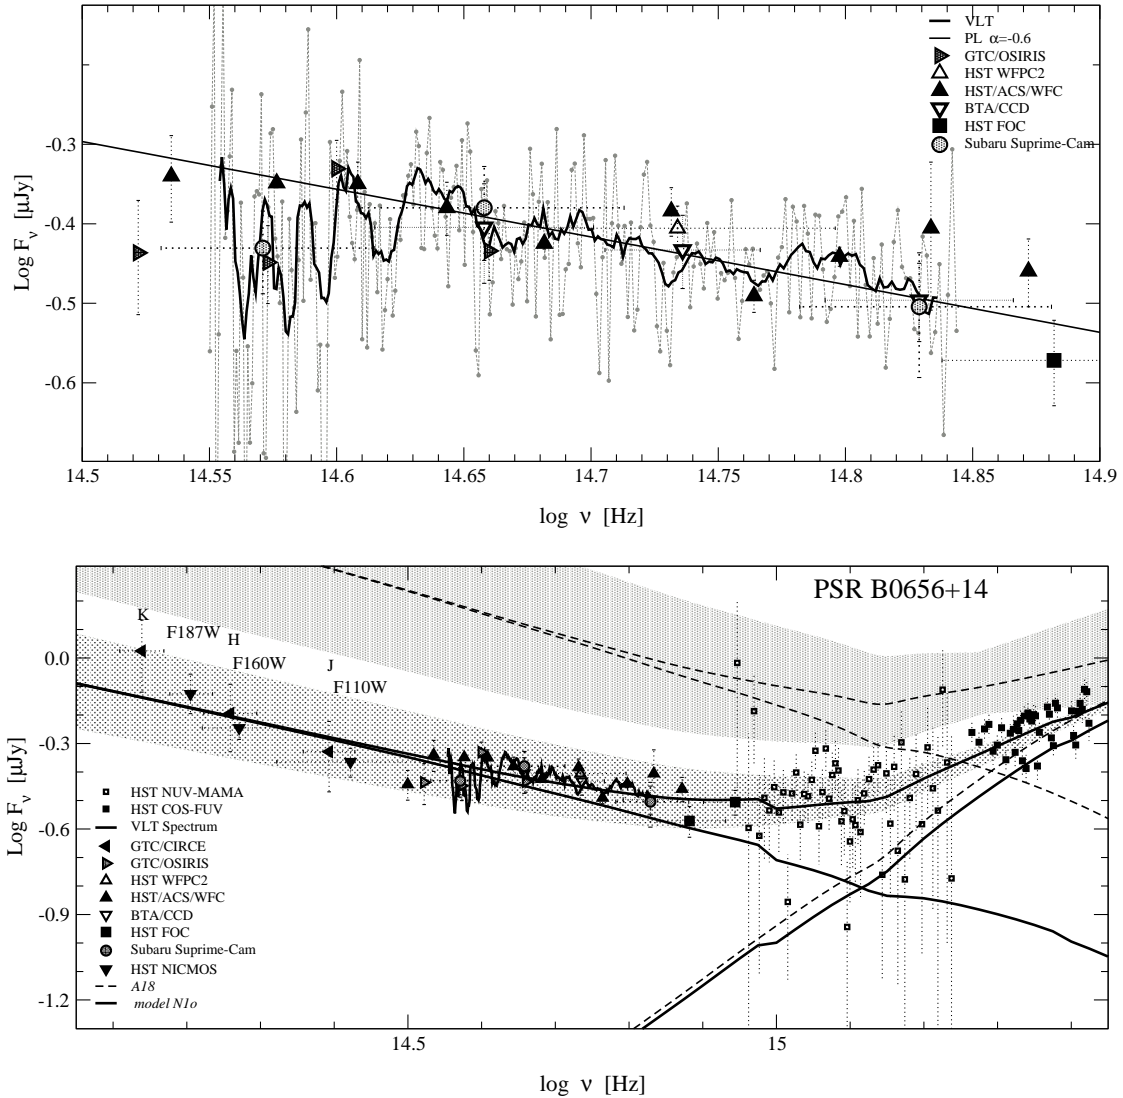 VLT
PL α=-0.6
GTC/OSIRIS
HST WFPC2
HST/ACS/WFC
BTA/CCD
HST FOC
Subaru Suprime-Cam
-0.3
-0.4
-0.5
-0.6
Log Fν [μJy]
14.5 14.55 14.6 14.65 14.7 14.75 14.8 14.85 14.9
log ν [Hz]
PSR B0656+14
K
F187W
H
F160W
J
F110W
0.0
-0.3
-0.6
-0.9
-1.2
Log Fν [μJy]
HST NUV-MAMA
HST COS-FUV
VLT Spectrum
GTC/CIRCE
GTC/OSIRIS
HST WFPC2
HST/ACS/WFC
BTA/CCD
HST FOC
Subaru Suprime-Cam
HST NICMOS
A18
model N1o
14.5 15
log ν [Hz]